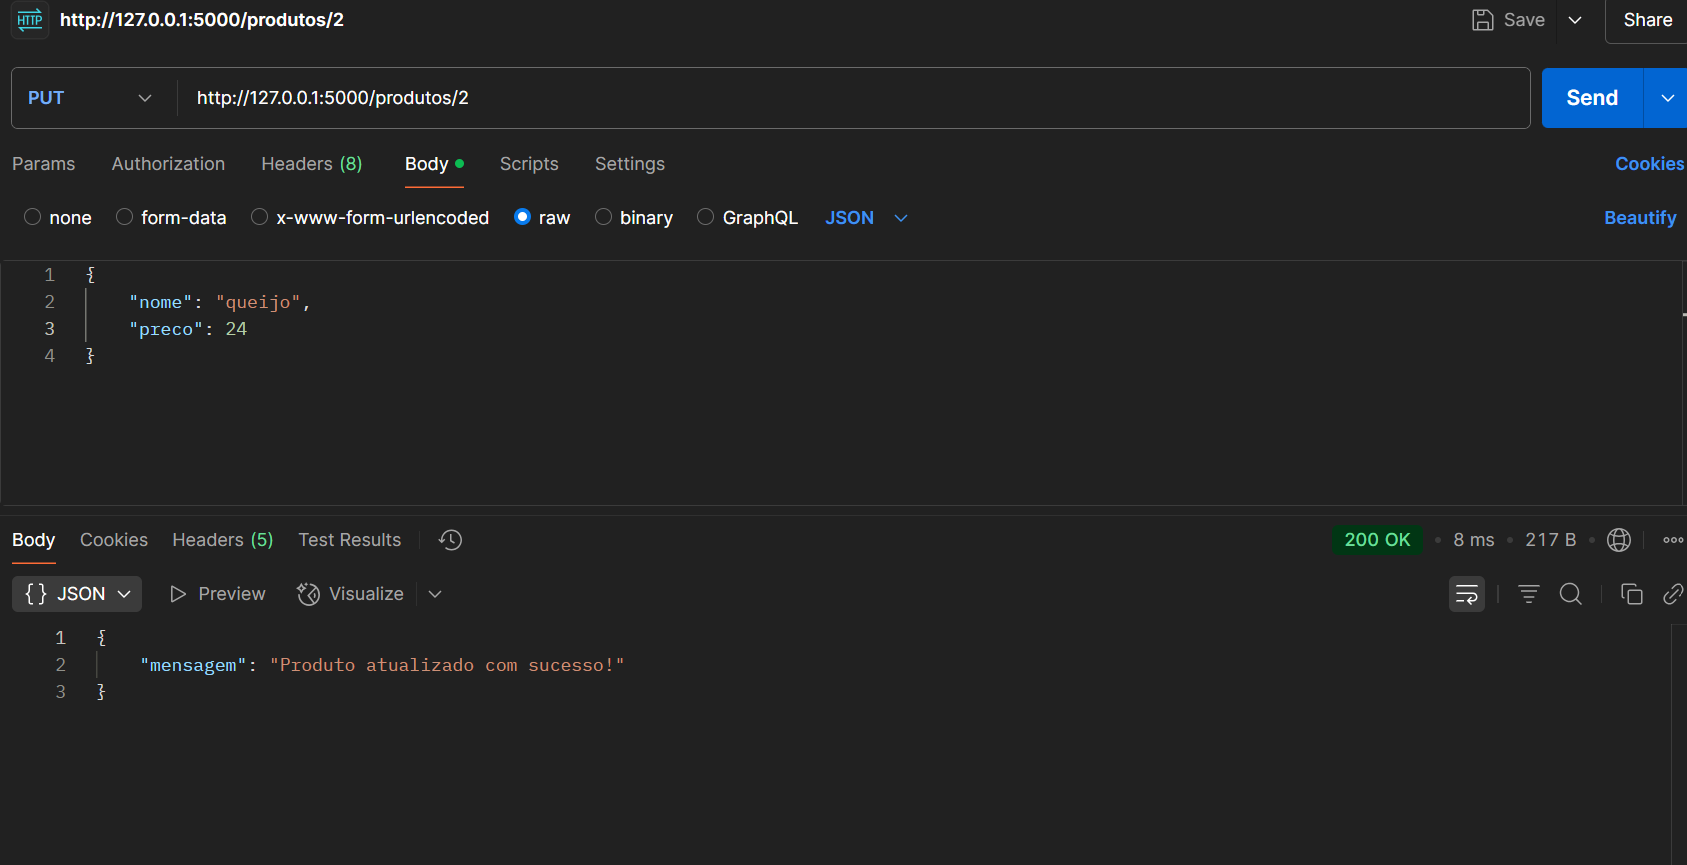 HTTP http://127.0.0.1:5000/produtos/2 Save Share
PUT http://127.0.0.1:5000/produtos/2 Send
Params Authorization Headers (8) Body Scripts Settings Cookies
none form-data x-www-form-urlencoded raw binary GraphQL JSON Beautify
1 {
2 "nome": "queijo",
3 "preco": 24
4 }
Body Cookies Headers (5) Test Results 200 OK • 8 ms • 217 B •
{} JSON Preview Visualize
1 {
2 "mensagem": "Produto atualizado com sucesso!"
3 }